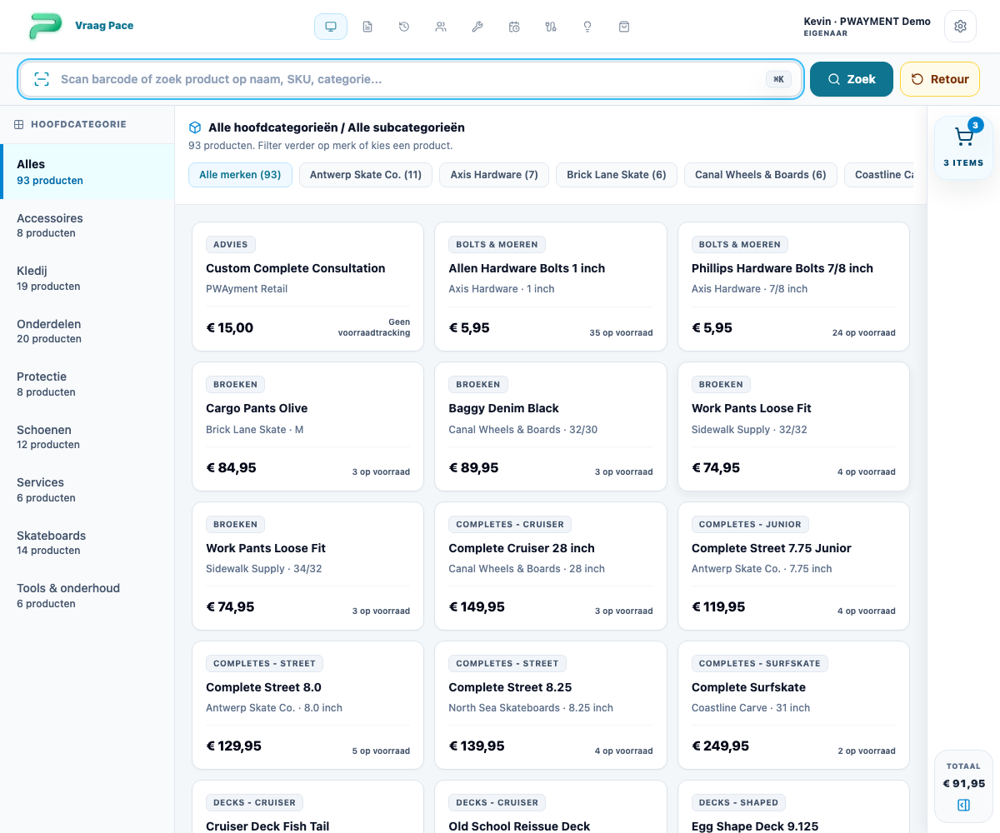 Vraag Pace
Kevin · PWAYMENT Demo
EIGENAAR
Scan barcode of zoek product op naam, SKU, categorie...
⌘K
Zoek
Retour
HOOFDCATEGORIE
Alles
93 producten
Accessoires
8 producten
Kledij
19 producten
Onderdelen
20 producten
Protectie
8 producten
Schoenen
12 producten
Services
6 producten
Skateboards
14 producten
Tools & onderhoud
6 producten
Alle hoofdcategorieën / Alle subcategorieën
93 producten. Filter verder op merk of kies een product.
Alle merken (93)
Antwerp Skate Co. (11)
Axis Hardware (7)
Brick Lane Skate (6)
Canal Wheels & Boards (6)
Coastline Ca
ADVIES
Custom Complete Consultation
PWAyment Retail
€ 15,00
Geen
voorraadtracking
BOLTS & MOEREN
Allen Hardware Bolts 1 inch
Axis Hardware · 1 inch
€ 5,95
35 op voorraad
BOLTS & MOEREN
Phillips Hardware Bolts 7/8 inch
Axis Hardware · 7/8 inch
€ 5,95
24 op voorraad
BROEKEN
Cargo Pants Olive
Brick Lane Skate · M
€ 84,95
3 op voorraad
BROEKEN
Baggy Denim Black
Canal Wheels & Boards · 32/30
€ 89,95
3 op voorraad
BROEKEN
Work Pants Loose Fit
Sidewalk Supply · 32/32
€ 74,95
4 op voorraad
BROEKEN
Work Pants Loose Fit
Sidewalk Supply · 34/32
€ 74,95
3 op voorraad
COMPLETES - CRUISER
Complete Cruiser 28 inch
Canal Wheels & Boards · 28 inch
€ 149,95
3 op voorraad
COMPLETES - JUNIOR
Complete Street 7.75 Junior
Antwerp Skate Co. · 7.75 inch
€ 119,95
4 op voorraad
COMPLETES - STREET
Complete Street 8.0
Antwerp Skate Co. · 8.0 inch
€ 129,95
5 op voorraad
COMPLETES - STREET
Complete Street 8.25
North Sea Skateboards · 8.25 inch
€ 139,95
4 op voorraad
COMPLETES - SURFSKATE
Complete Surfskate
Coastline Carve · 31 inch
€ 249,95
2 op voorraad
DECKS - CRUISER
Cruiser Deck Fish Tail
DECKS - CRUISER
Old School Reissue Deck
DECKS - SHAPED
Egg Shape Deck 9.125
3
3 ITEMS
TOTAAL
€ 91,95